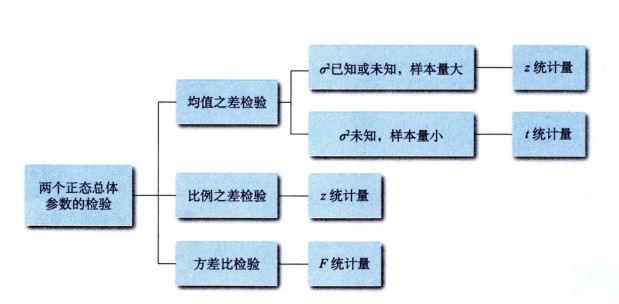 σ²已知或未知，样本量大
z 统计量
均值之差检验
σ²未知，样本量小
t 统计量
两个正态总体
参数的检验
比例之差检验
z 统计量
方差比检验
F 统计量